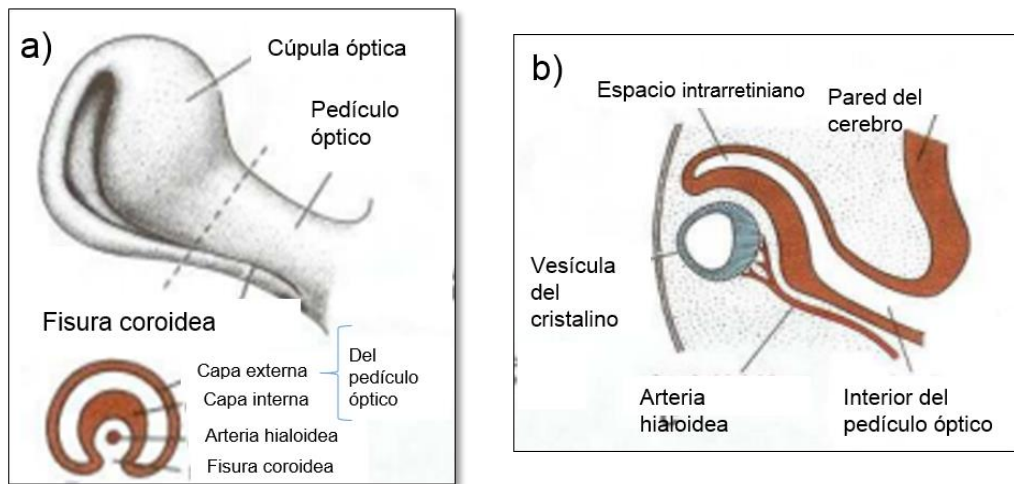 a)
Cúpula óptica
Pedículo
óptico
Fisura coroidea
Capa externa
Capa interna
Del
pedículo
óptico
Arteria hialoidea
Fisura coroidea
b)
Espacio intrarretiniano
Pared del
cerebro
Vesícula
del
cristalino
Arteria
hialoidea
Interior del
pedículo óptico